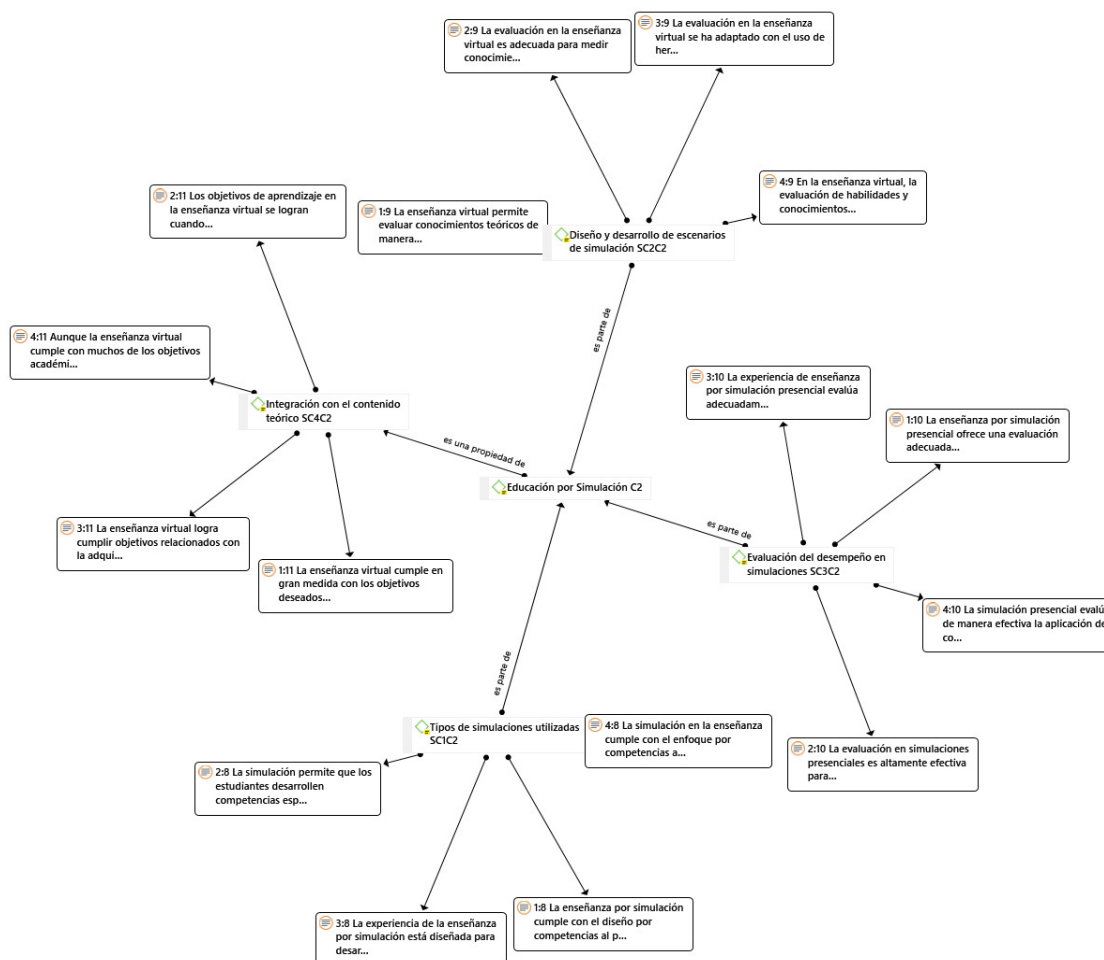 2:9 La evaluación en la enseñanza
virtual es adecuada para medir
conocimie...
3:9 La evaluación en la enseñanza
virtual se ha adaptado con el uso de
her...
4:9 En la enseñanza virtual, la
evaluación de habilidades y
conocimientos...
2:11 Los objetivos de aprendizaje en
la enseñanza virtual se logran
cuando...
1:9 La enseñanza virtual permite
evaluar conocimientos teóricos de
manera...
Diseño y desarrollo de escenarios
de simulación SC2C2
es parte de
4:11 Aunque la enseñanza virtual
cumple con muchos de los objetivos
académi...
3:10 La experiencia de enseñanza
por simulación presencial evalúa
adecuadam...
Integración con el contenido
teórico SC4C2
1:10 La enseñanza por simulación
presencial ofrece una evaluación
adecuada...
es una propiedad de
Educación por Simulación C2
es parte de
3:11 La enseñanza virtual logra
cumplir objetivos relacionados con
la adqui...
1:11 La enseñanza virtual cumple en
gran medida con los objetivos
deseados...
Evaluación del desempeño en
simulaciones SC3C2
4:10 La simulación presencial evalú
de manera efectiva la aplicación de
co...
es parte de
Tipos de simulaciones utilizadas
SC1C2
4:8 La simulación en la enseñanza
cumple con el enfoque por
competencias a...
2:10 La evaluación en simulaciones
presenciales es altamente efectiva
para...
2:8 La simulación permite que los
estudiantes desarrollen
competencias esp...
3:8 La experiencia de la enseñanza
por simulación está diseñada para
desar...
1:8 La enseñanza por simulación
cumple con el diseño por
competencias al p...